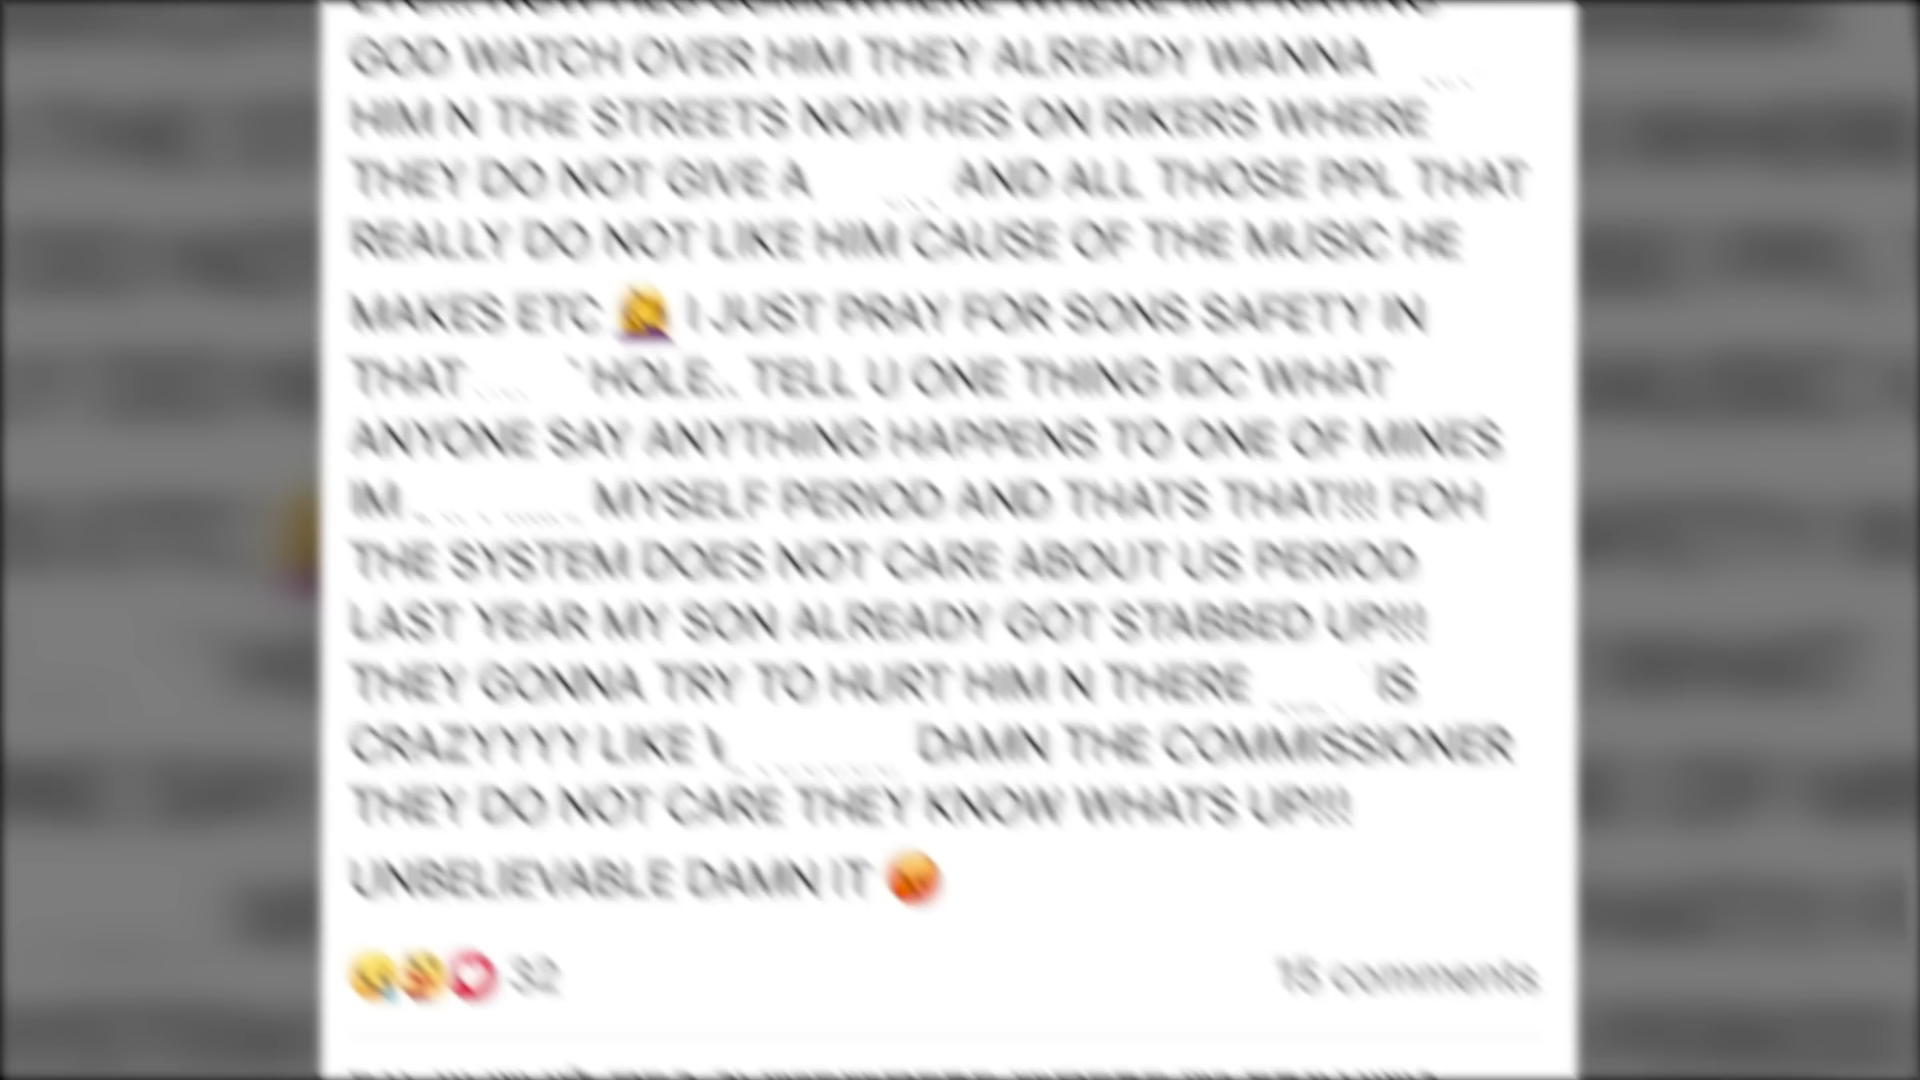 GOD WATCH OVER HIM THEY ALREADY WANNA
HIM N THE STREETS NOW HES ON RIKERS WHERE
THEY DO NOT GIVE A AND ALL THOSE PPL THAT
REALLY DO NOT LIKE HIM CAUSE OF THE MUSIC HE
MAKES ETC 🤦‍♀️ I JUST PRAY FOR SONS SAFETY IN
THAT HOLE.. TELL U ONE THING IDC WHAT
ANYONE SAY ANYTHING HAPPENS TO ONE OF MINES
IM MYSELF PERIOD AND THATS THAT!!! FOH
THE SYSTEM DOES NOT CARE ABOUT US PERIOD
LAST YEAR MY SON ALREADY GOT STABBED UP!!!
THEY GONNA TRY TO HURT HIM N THERE IS
CRAZYYYY LIKE DAMN THE COMMISSIONER
THEY DO NOT CARE THEY KNOW WHATS UP!!!
UNBELIEVABLE DAMN IT 😡
32 15 comments